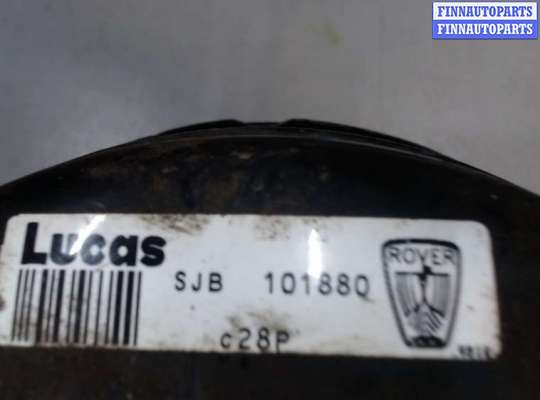 FINNAUTOPARTS
FINNAUTOPARTS
Lucas
SJB 101880
ROVER
c28P